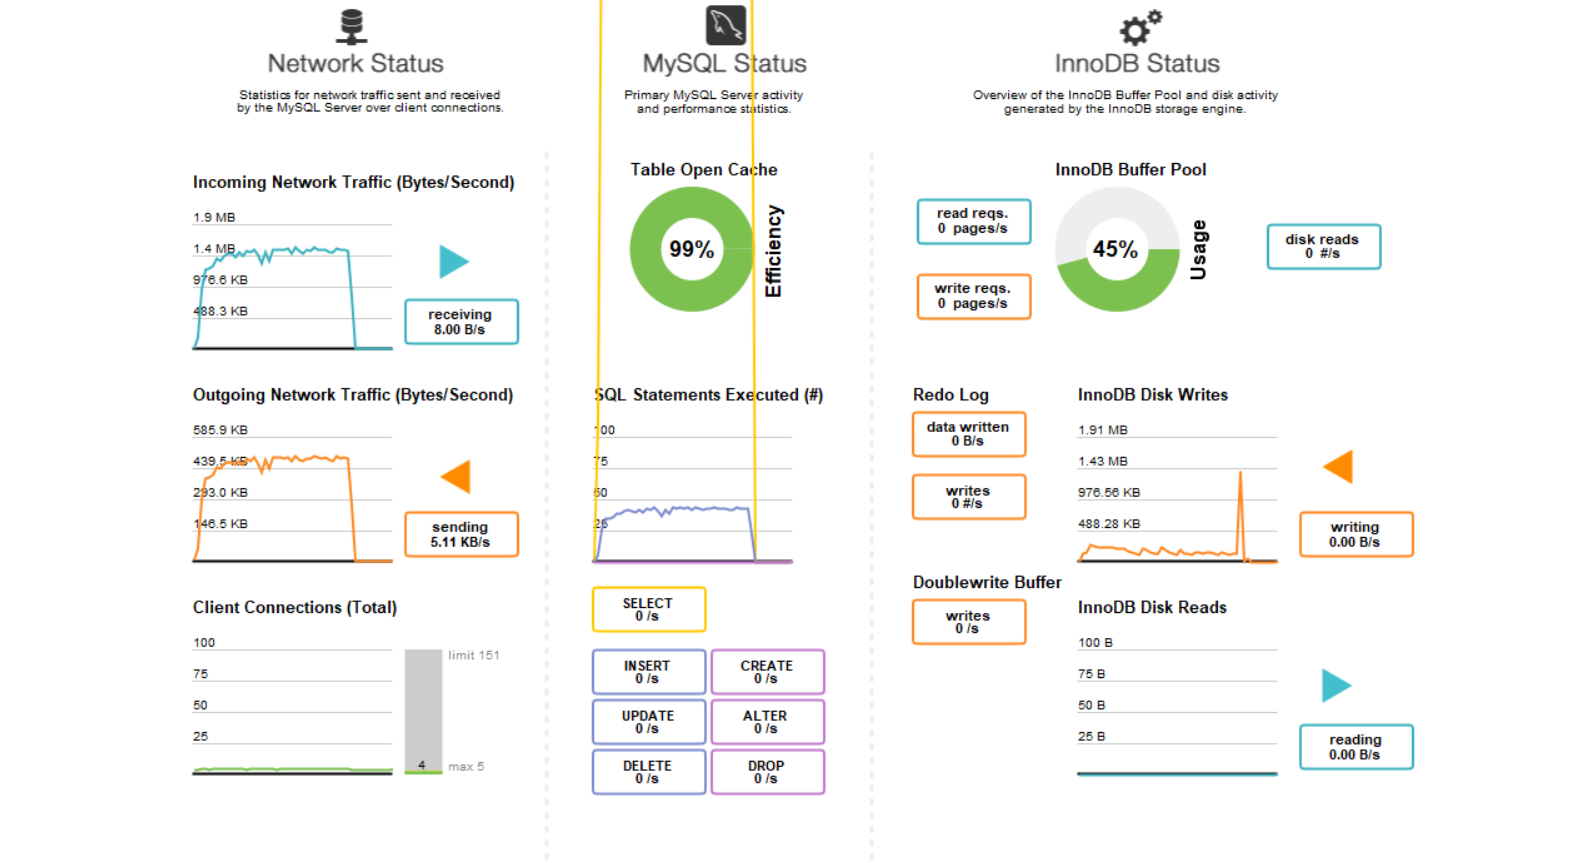 Network Status
Statistics for network traffic sent and received
by the MySQL Server over client connections.
Incoming Network Traffic (Bytes/Second)
1.9 MB
1.4 MB
976.6 KB
488.3 KB
receiving
8.00 B/s
Outgoing Network Traffic (Bytes/Second)
585.9 KB
439.5 KB
293.0 KB
146.5 KB
sending
5.11 KB/s
Client Connections (Total)
100
75
50
25
limit 151
4
max 5
MySQL Status
Primary MySQL Server activity
and performance statistics.
Table Open Cache
99%
Efficiency
SQL Statements Executed (#)
100
75
50
25
SELECT
0 /s
INSERT
0 /s
CREATE
0 /s
UPDATE
0 /s
ALTER
0 /s
DELETE
0 /s
DROP
0 /s
InnoDB Status
Overview of the InnoDB Buffer Pool and disk activity
generated by the InnoDB storage engine.
InnoDB Buffer Pool
read reqs.
0 pages/s
write reqs.
0 pages/s
45%
Usage
disk reads
0 #/s
Redo Log
data written
0 B/s
writes
0 #/s
Doublewrite Buffer
writes
0 /s
InnoDB Disk Writes
1.91 MB
1.43 MB
976.56 KB
488.28 KB
writing
0.00 B/s
InnoDB Disk Reads
100 B
75 B
50 B
25 B
reading
0.00 B/s